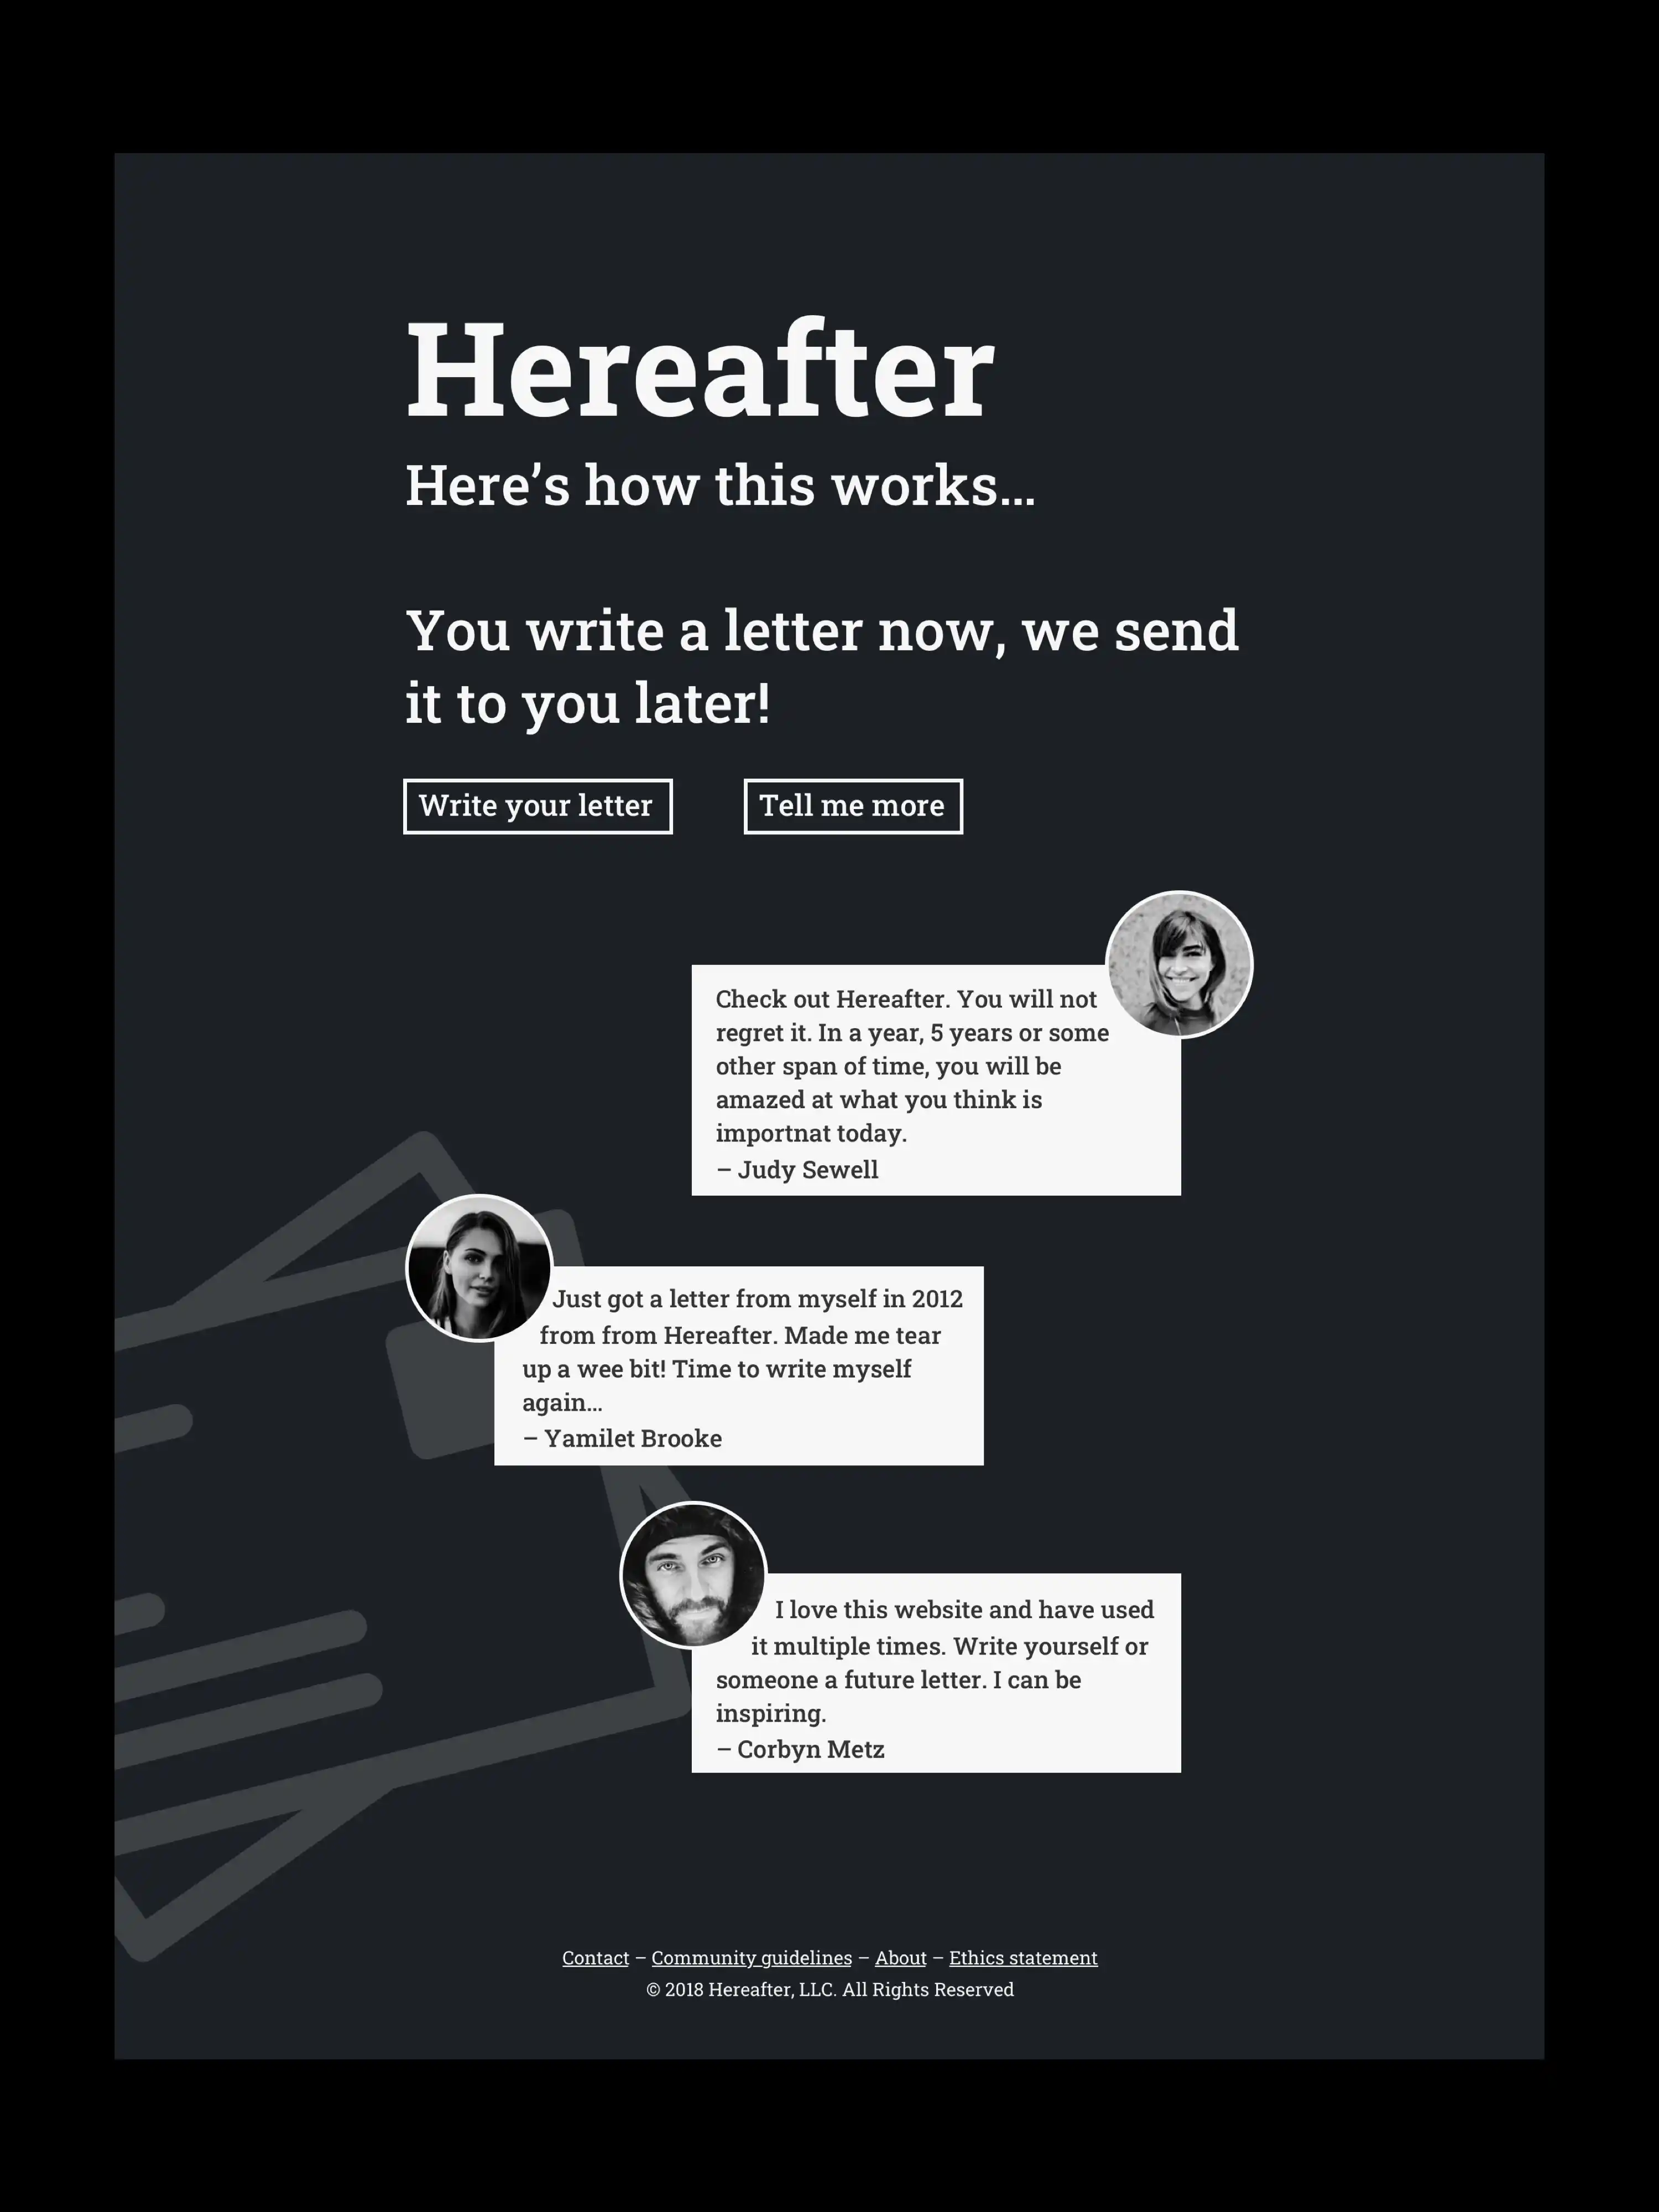 Hereafter
Here’s how this works...
You write a letter now, we send
it to you later!
Write your letter
Tell me more
Check out Hereafter. You will not
regret it. In a year, 5 years or some
other span of time, you will be
amazed at what you think is
importnat today.
– Judy Sewell
Just got a letter from myself in 2012
from from Hereafter. Made me tear
up a wee bit! Time to write myself
again...
– Yamilet Brooke
I love this website and have used
it multiple times. Write yourself or
someone a future letter. I can be
inspiring.
– Corbyn Metz
Contact – Community guidelines – About – Ethics statement
© 2018 Hereafter, LLC. All Rights Reserved